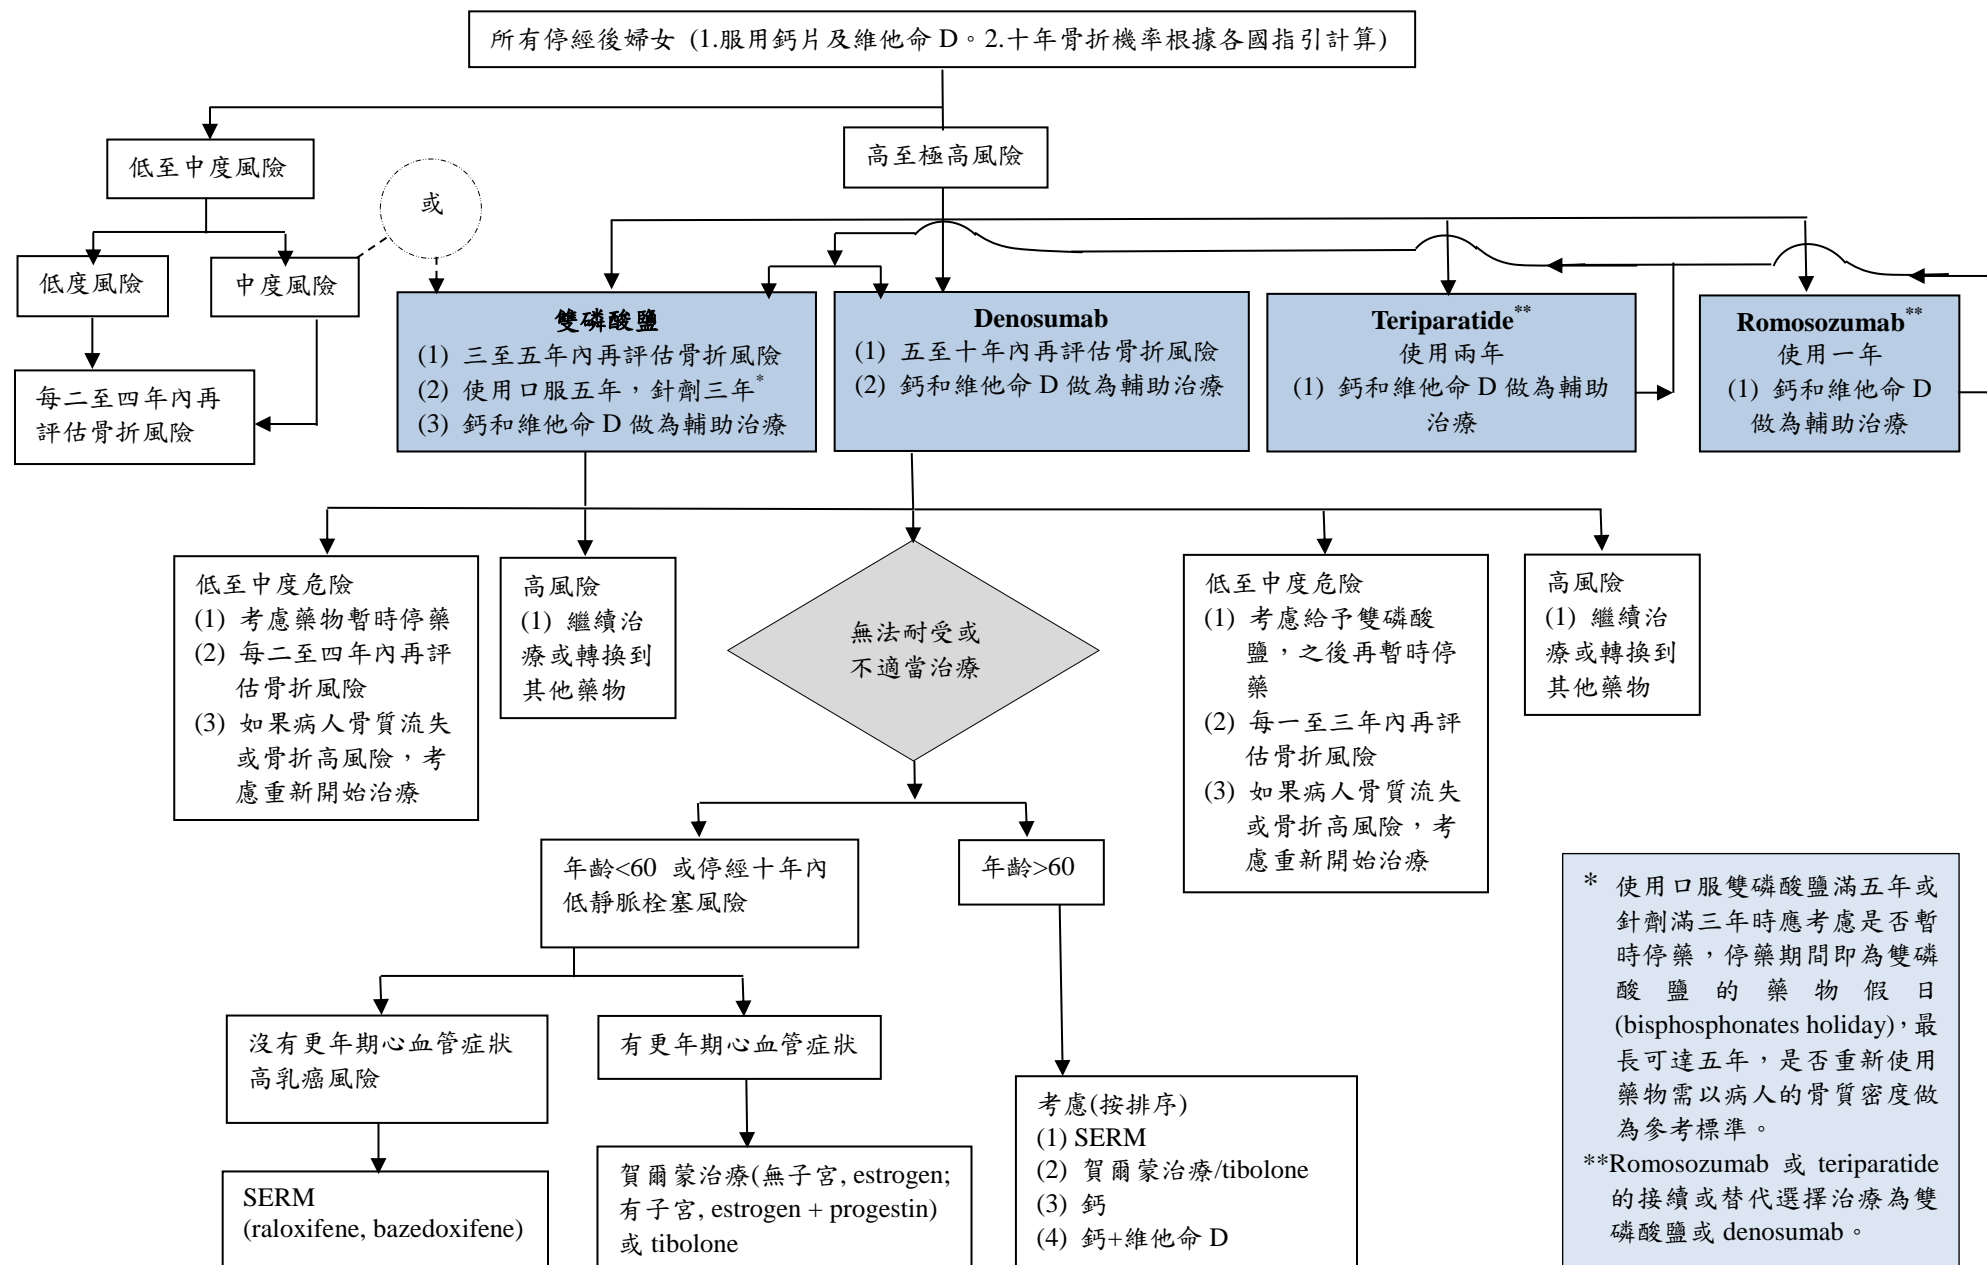 所有停經後婦女 (1.服用鈣片及維他命 D。2.十年骨折機率根據各國指引計算)
低至中度風險
高至極高風險
或
低度風險
中度風險
每二至四年內再
評估骨折風險
雙磷酸鹽
(1) 三至五年內再評估骨折風險
(2) 使用口服五年，針劑三年*
(3) 鈣和維他命 D 做為輔助治療
Denosumab
(1) 五至十年內再評估骨折風險
(2) 鈣和維他命 D 做為輔助治療
Teriparatide**
使用兩年
(1) 鈣和維他命 D 做為輔助
治療
Romosozumab**
使用一年
(1) 鈣和維他命 D
做為輔助治療
低至中度危險
(1) 考慮藥物暫時停藥
(2) 每二至四年內再評
估骨折風險
(3) 如果病人骨質流失
或骨折高風險，考
慮重新開始治療
高風險
(1) 繼續治
療或轉換到
其他藥物
無法耐受或
不適當治療
低至中度危險
(1) 考慮給予雙磷酸
鹽，之後再暫時停
藥
(2) 每一至三年內再評
估骨折風險
(3) 如果病人骨質流失
或骨折高風險，考
慮重新開始治療
高風險
(1) 繼續治
療或轉換到
其他藥物
年齡<60 或停經十年內
低靜脈栓塞風險
年齡>60
沒有更年期心血管症狀
高乳癌風險
有更年期心血管症狀
SERM
(raloxifene, bazedoxifene)
賀爾蒙治療(無子宮, estrogen;
有子宮, estrogen + progestin)
或 tibolone
考慮(按排序)
(1) SERM
(2) 賀爾蒙治療/tibolone
(3) 鈣
(4) 鈣+維他命 D
* 使用口服雙磷酸鹽滿五年或
針劑滿三年時應考慮是否暫
時停藥，停藥期間即為雙磷
酸鹽的藥物假日
(bisphosphonates holiday)，最
長可達五年，是否重新使用
藥物需以病人的骨質密度做
為參考標準。
**Romosozumab 或 teriparatide
的接續或替代選擇治療為雙
磷酸鹽或 denosumab。